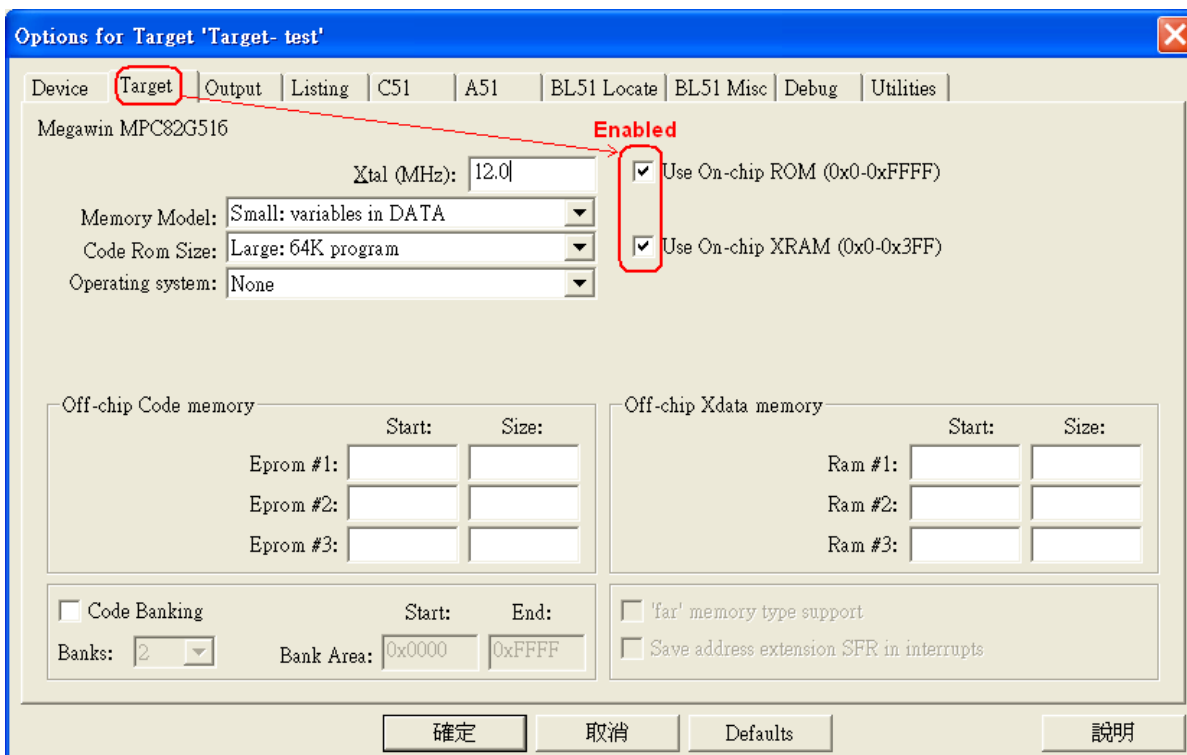 Options for Target 'Target- test'
Device Target Output Listing C51 A51 BL51 Locate BL51 Misc Debug Utilities
Megawin MPC82G516
Enabled
Xtal (MHz): 12.0
Use On-chip ROM (0x0-0xFFFF)
Memory Model: Small: variables in DATA
Code Rom Size: Large: 64K program
Use On-chip XRAM (0x0-0x3FF)
Operating system: None
Off-chip Code memory
Start: Size:
Eprom #1:
Eprom #2:
Eprom #3:
Off-chip Xdata memory
Start: Size:
Ram #1:
Ram #2:
Ram #3:
Code Banking Start: End:
Banks: 2 Bank Area: 0x0000 0xFFFF
'far' memory type support
Save address extension SFR in interrupts
確定 取消 Defaults 說明